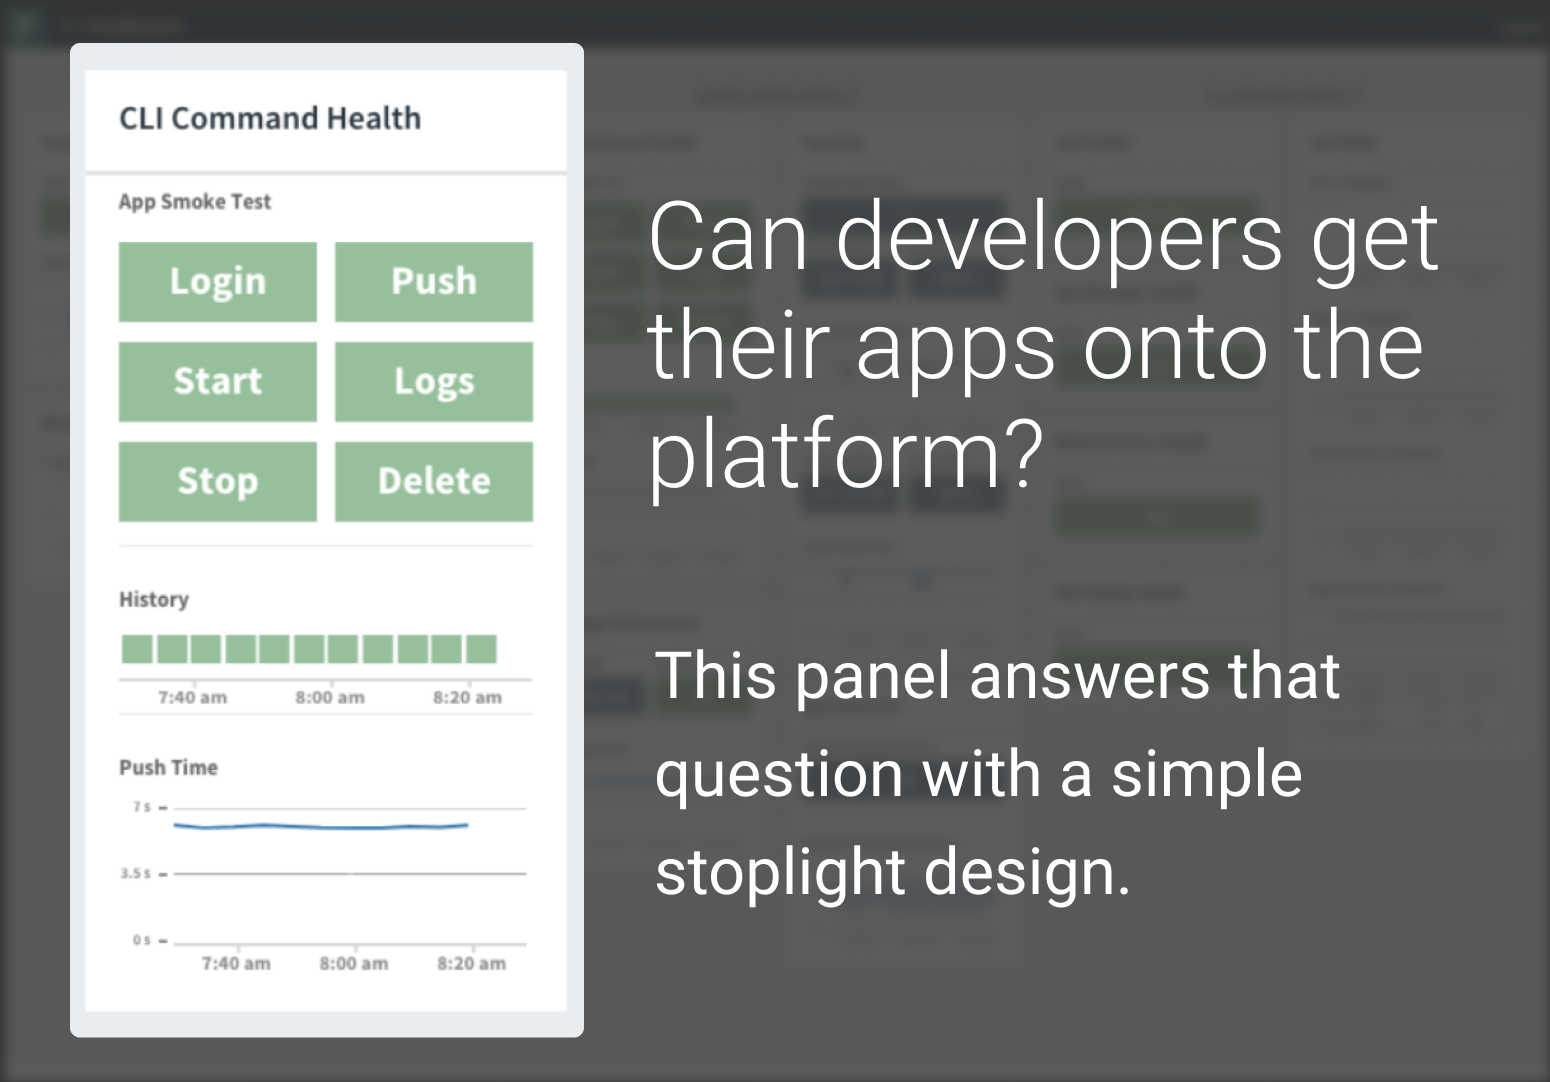 CLI Command Health
App Smoke Test
Login Push
Start Logs
Stop Delete
History
7:40 am 8:00 am 8:20 am
Push Time
7 s
3.5 s
0 s
7:40 am 8:00 am 8:20 am
Can developers get
their apps onto the
platform?
This panel answers that
question with a simple
stoplight design.